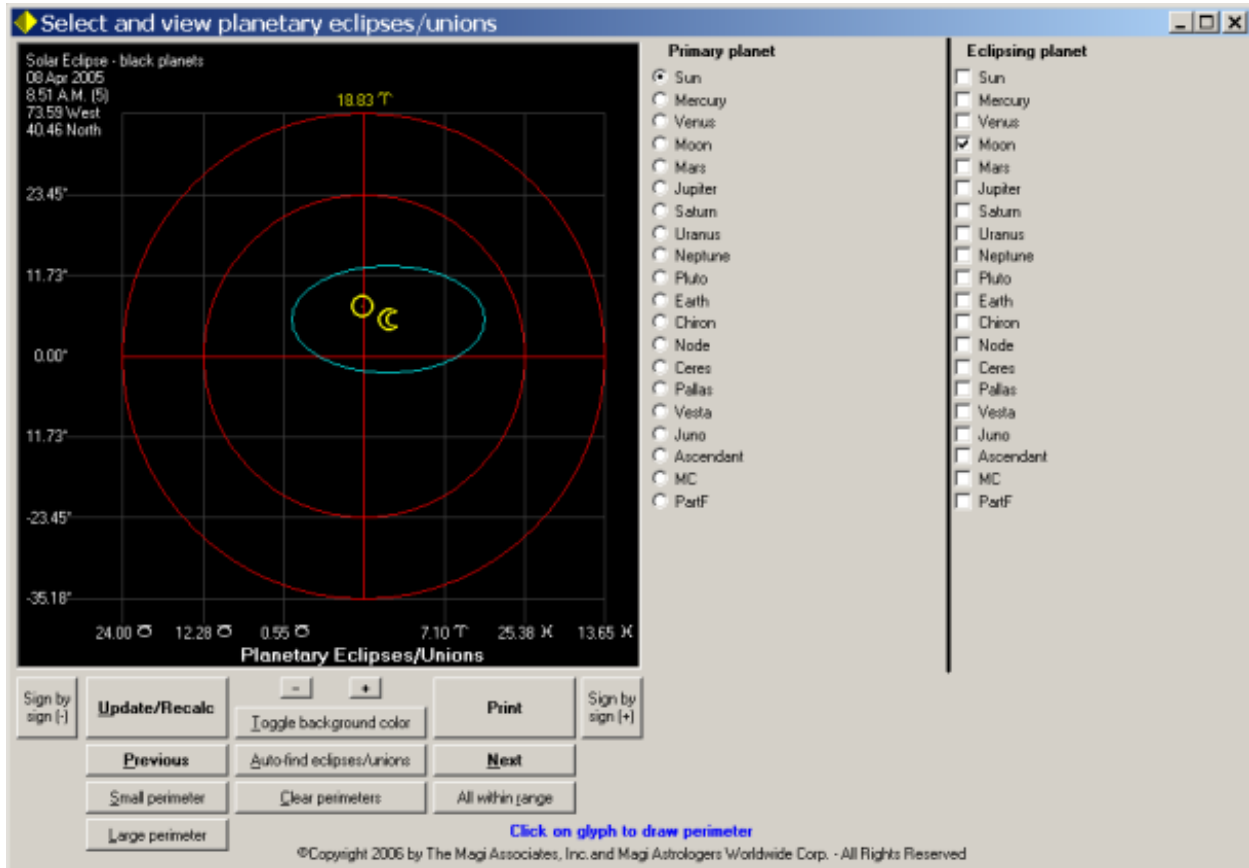 Select and view planetary eclipses/unions
Solar Eclipse - black planets
08 Apr 2005
8.51 A.M. (5)
73.59 West
40.46 North
18.83 ♈
23.45°
11.73°
0.00°
11.73°
-23.45°
-35.18°
24.00 ♉ 12.28 ♉ 0.55 ♉ 7.10 ♈ 25.38 ♓ 13.65 ♓
Planetary Eclipses/Unions
Primary planet
Sun
Mercury
Venus
Moon
Mars
Jupiter
Saturn
Uranus
Neptune
Pluto
Earth
Chiron
Node
Ceres
Pallas
Vesta
Juno
Ascendant
MC
PartF
Eclipsing planet
Sun
Mercury
Venus
Moon
Mars
Jupiter
Saturn
Uranus
Neptune
Pluto
Earth
Chiron
Node
Ceres
Pallas
Vesta
Juno
Ascendant
MC
PartF
Sign by
sign (-)
Update/Recalc
- +
Toggle background color
Print
Sign by
sign (+)
Previous
Auto-find eclipses/unions
Next
Small perimeter
Clear perimeters
All within range
Large perimeter
Click on glyph to draw perimeter
©Copyright 2006 by The Magi Associates, Inc.and Magi Astrologers Worldwide Corp. - All Rights Reserved